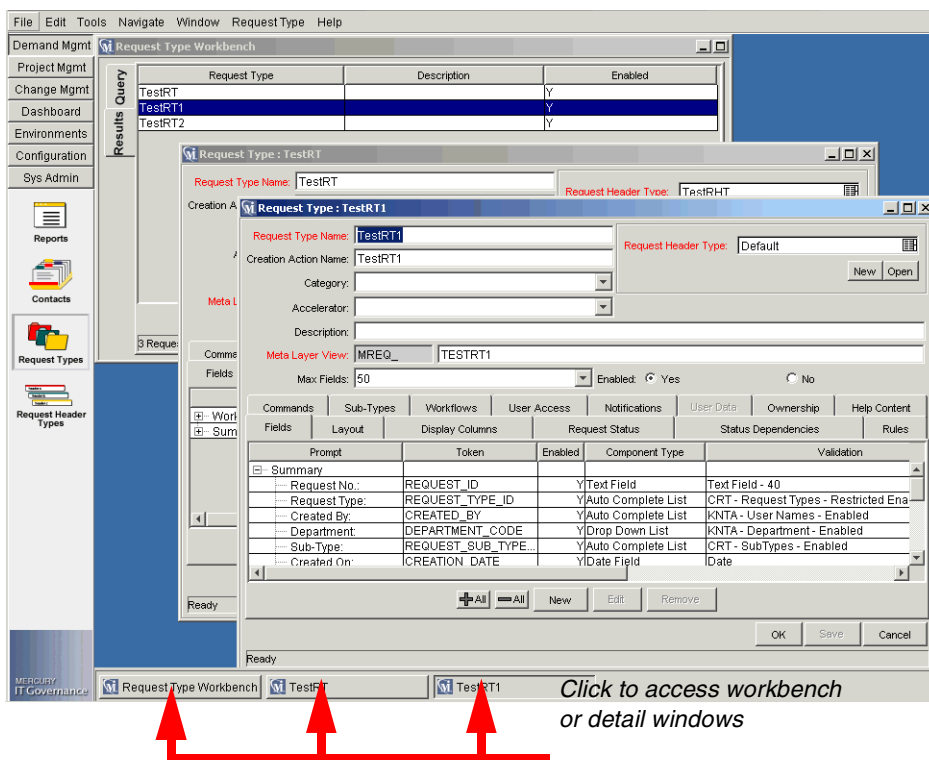 File Edit Tools Navigate Window Request Type Help
Demand Mgmt
Project Mgmt
Change Mgmt
Dashboard
Environments
Configuration
Sys Admin
Reports
Contacts
Request Types
Request Header
Types
MERCURY
IT Governance
Request Type Workbench
Query
Results
Request Type Description Enabled
TestRT Y
TestRT1 Y
TestRT2 Y
3 Reque
Request Type : TestRT
Request Type Name: TestRT
Request Header Type: TestRHT
Creation A
Meta L
Comma
Fields
Work
Sum
Ready
Request Type : TestRT1
Request Type Name: TestRT1
Request Header Type: Default
Creation Action Name: TestRT1
New Open
Category:
Accelerator:
Description:
Meta Layer View: MREQ_ TESTRT1
Max Fields: 50 Enabled: Yes No
Commands Sub-Types Workflows User Access Notifications User Data Ownership Help Content
Fields Layout Display Columns Request Status Status Dependencies Rules
Prompt Token Enabled Component Type Validation
Summary
Request No.: REQUEST_ID Y Text Field Text Field - 40
Request Type: REQUEST_TYPE_ID Y Auto Complete List CRT - Request Types - Restricted Ena
Created By: CREATED_BY Y Auto Complete List KNTA - User Names - Enabled
Department: DEPARTMENT_CODE Y Drop Down List KNTA - Department - Enabled
Sub-Type: REQUEST_SUB_TYPE... Y Auto Complete List CRT - SubTypes - Enabled
Created On: CREATION_DATE Y Date Field Date
All All New Edit Remove
OK Save Cancel
Ready
Request Type Workbench TestRT TestRT1
Click to access workbench
or detail windows